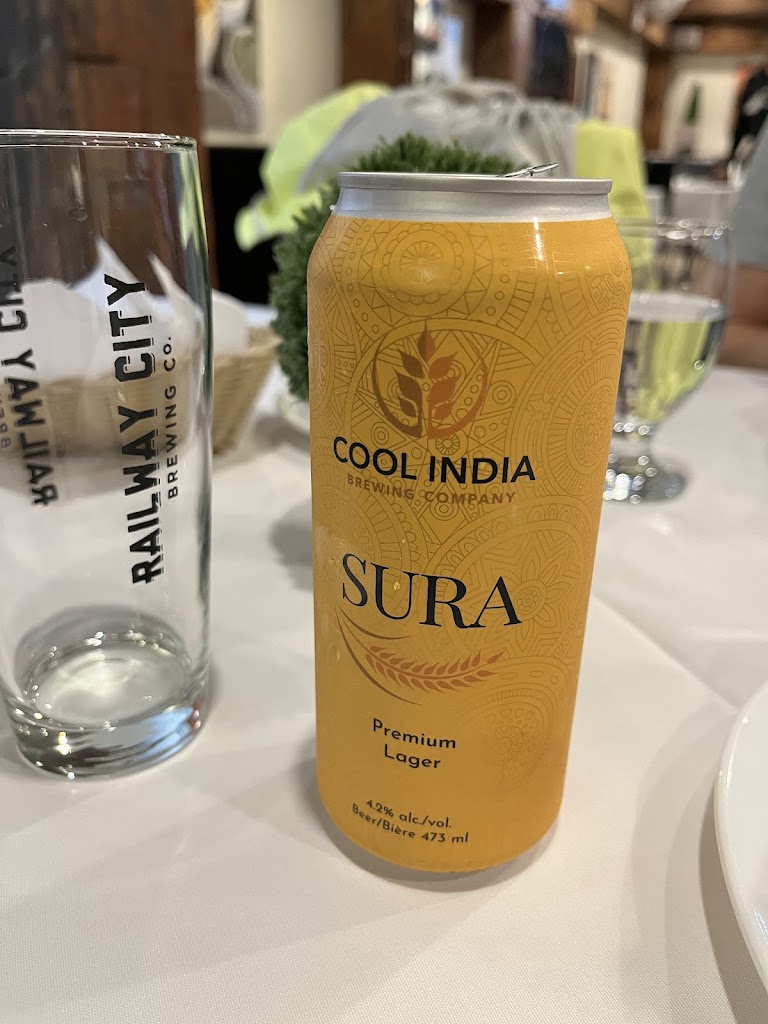 RAILWAY CITY
BREWING CO.
COOL INDIA
BREWING COMPANY
SURA
Premium
Lager
4.2% alc./vol.
Beer/Bière 473 ml